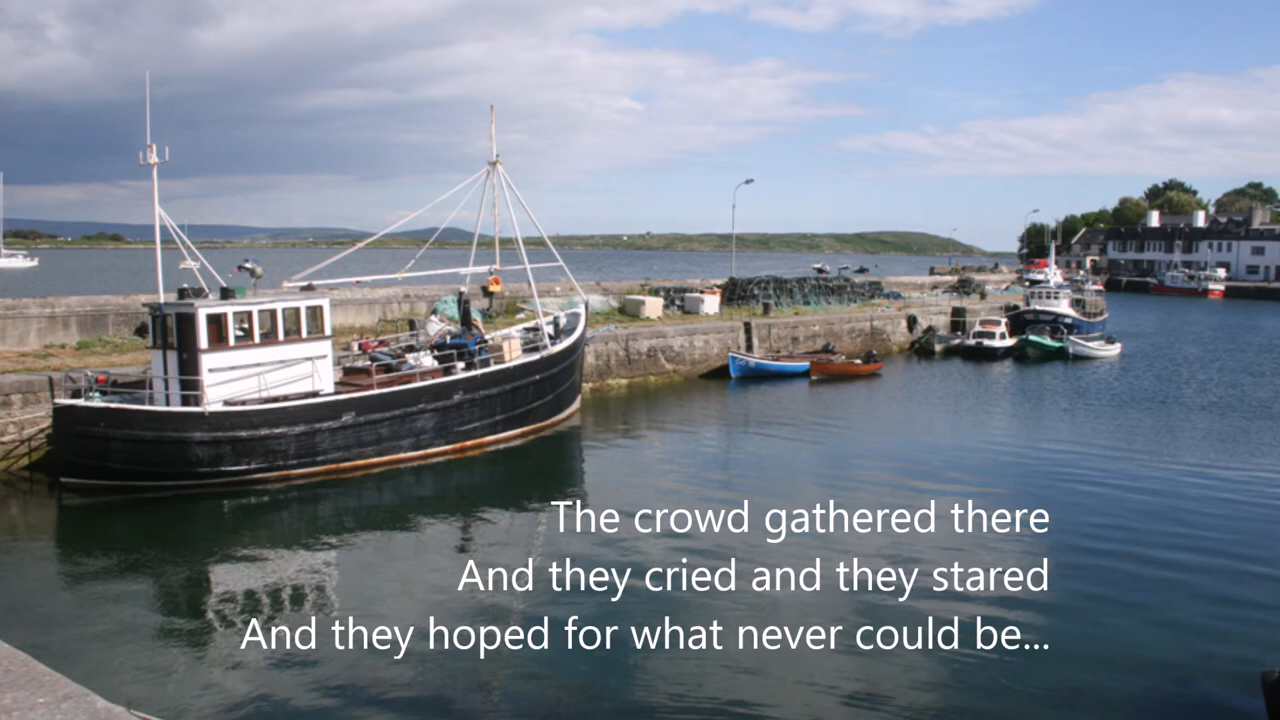 The crowd gathered there
And they cried and they stared
And they hoped for what never could be...